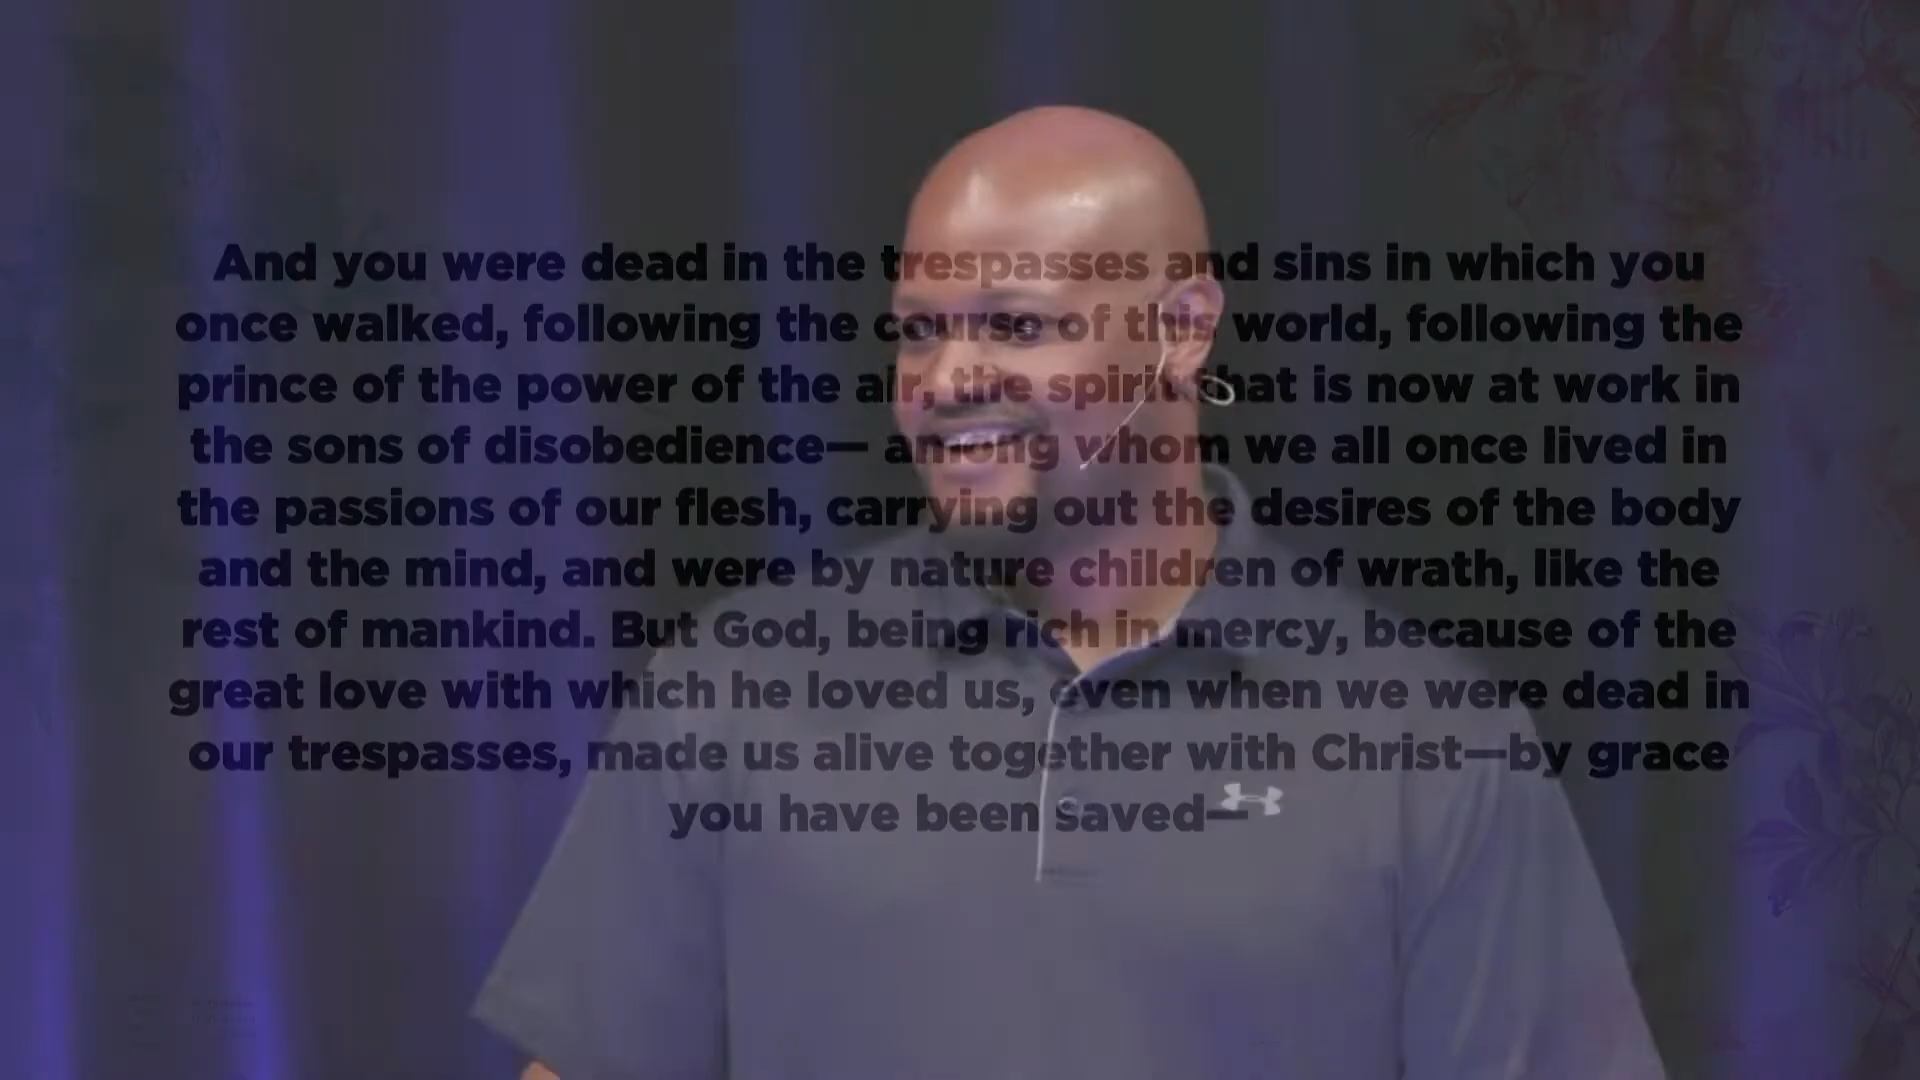 And you were dead in the trespasses and sins in which you
once walked, following the course of this world, following the
prince of the power of the air, the spirit that is now at work in
the sons of disobedience— among whom we all once lived in
the passions of our flesh, carrying out the desires of the body
and the mind, and were by nature children of wrath, like the
rest of mankind. But God, being rich in mercy, because of the
great love with which he loved us, even when we were dead in
our trespasses, made us alive together with Christ—by grace
you have been saved—